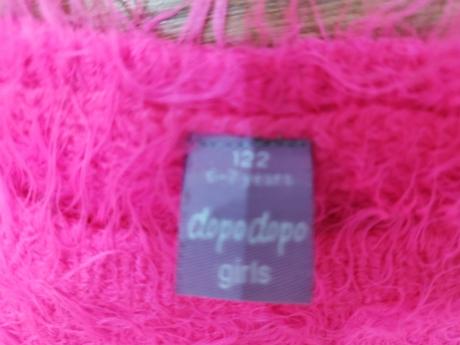 122
6-7 years
dopodopo
girls